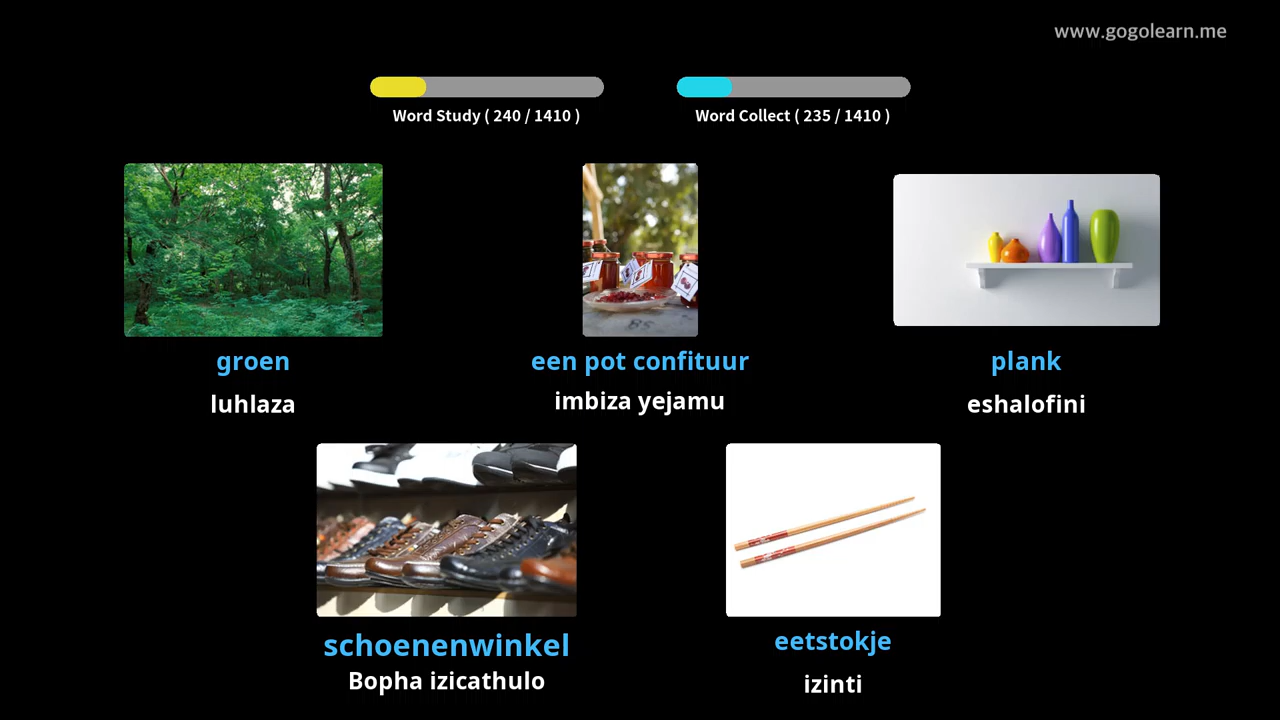 www.gogolearn.me
Word Study ( 240 / 1410 )
Word Collect ( 235 / 1410 )
groen
een pot confituur
plank
luhlaza
imbiza yejamu
eshalofini
schoenenwinkel
eetstokje
Bopha izicathulo
izinti